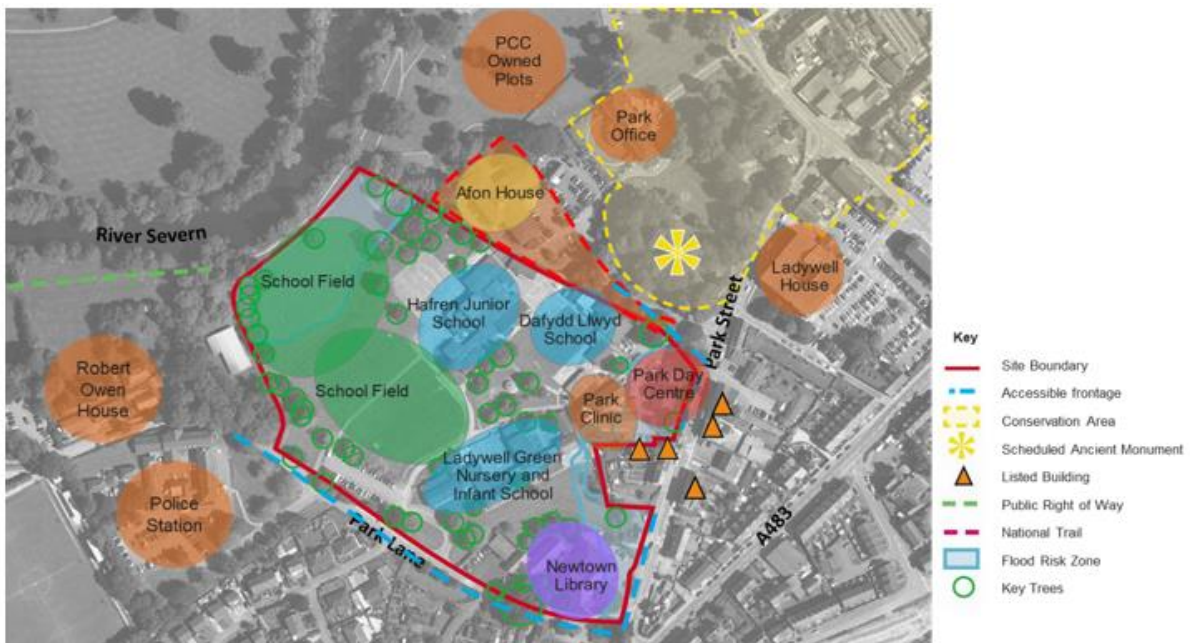 PCC
Owned
Plots
Park
Office
Afon House
River Severn
School Field
Hafren Junior
School
Dafydd Llwyd
School
Ladywell
House
Park Street
Robert
Owen
House
School Field
Park Day
Centre
Park
Clinic
Ladywell Green
Nursery and
Infant School
Police
Station
Park Lane
A483
Newtown
Library
Key
Site Boundary
Accessible frontage
Conservation Area
Scheduled Ancient Monument
Listed Building
Public Right of Way
National Trail
Flood Risk Zone
Key Trees